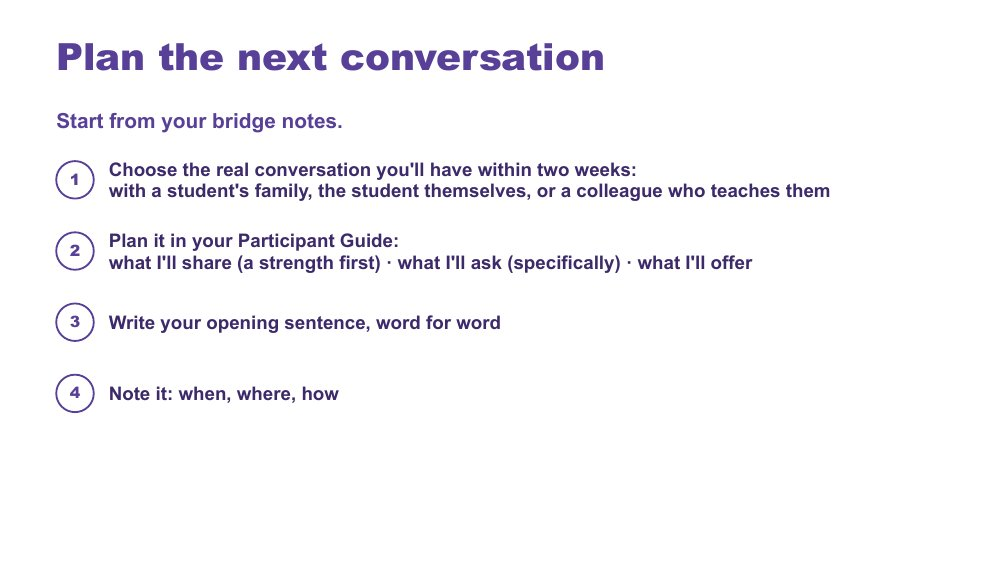 Plan the next conversation
Start from your bridge notes.
1
Choose the real conversation you'll have within two weeks:
with a student's family, the student themselves, or a colleague who teaches them
2
Plan it in your Participant Guide:
what I'll share (a strength first) · what I'll ask (specifically) · what I'll offer
3
Write your opening sentence, word for word
4
Note it: when, where, how